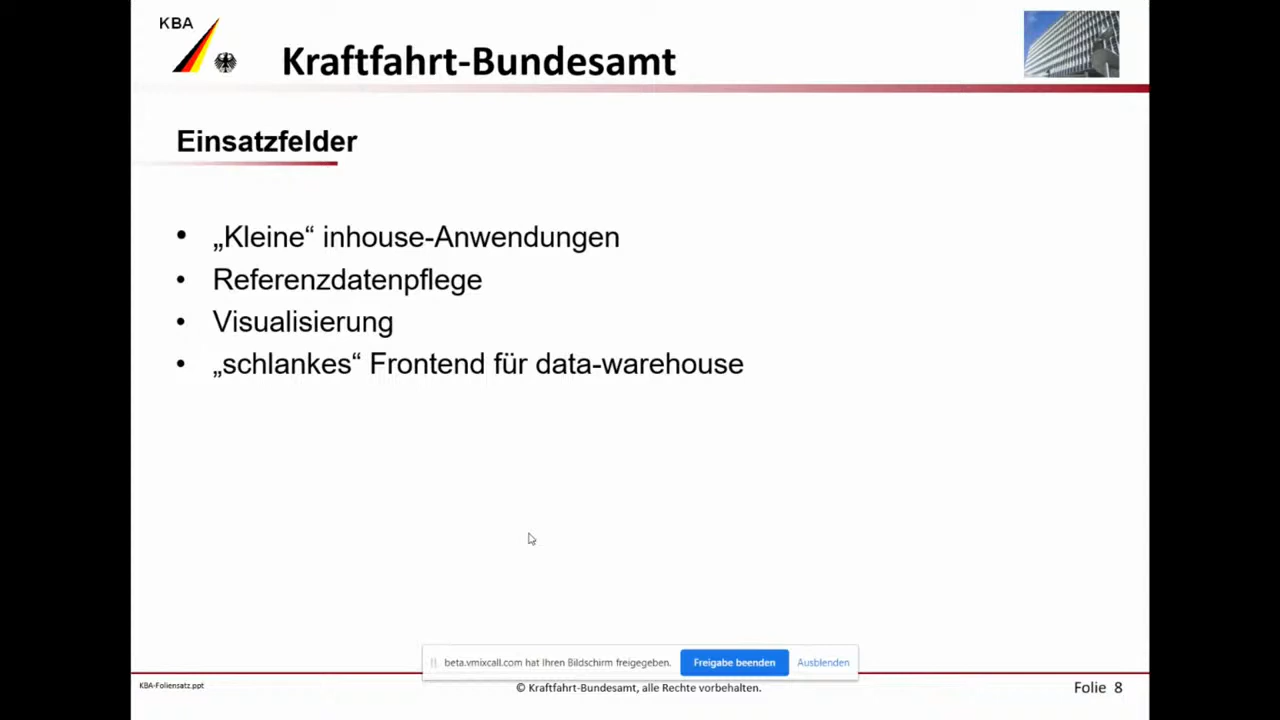 KBA
Kraftfahrt-Bundesamt
Einsatzfelder
• „Kleine“ inhouse-Anwendungen
• Referenzdatenpflege
• Visualisierung
• „schlankes“ Frontend für data-warehouse
beta.vmixcall.com hat Ihren Bildschirm freigegeben. Freigabe beenden Ausblenden
KBA-Foliensatz.ppt
© Kraftfahrt-Bundesamt, alle Rechte vorbehalten.
Folie 8